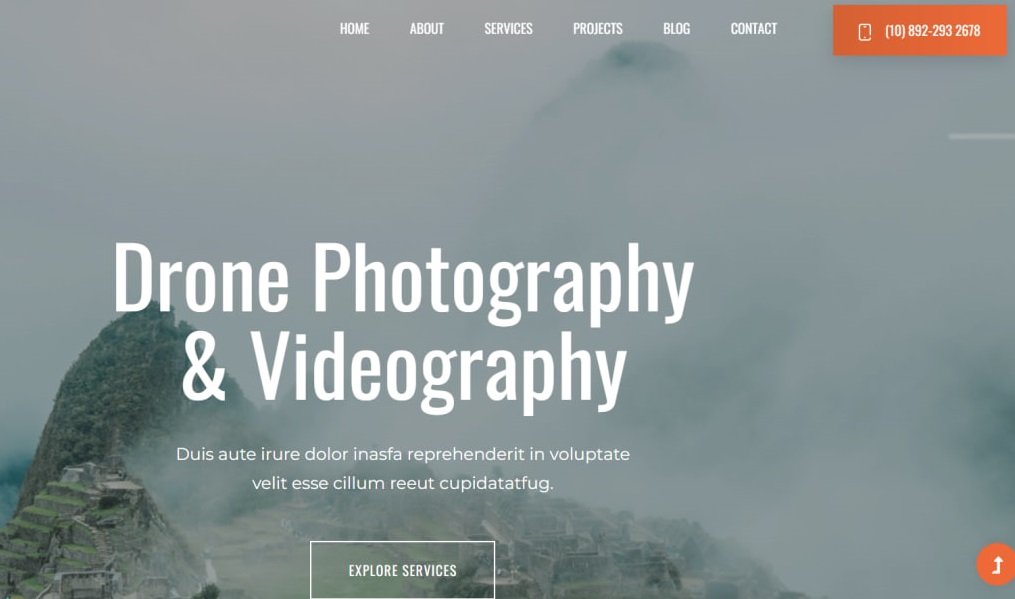 HOME ABOUT SERVICES PROJECTS BLOG CONTACT (10) 892-293 2678
Drone Photography
& Videography
Duis aute irure dolor inasfa reprehenderit in voluptate
velit esse cillum reeut cupidatatfug.
EXPLORE SERVICES